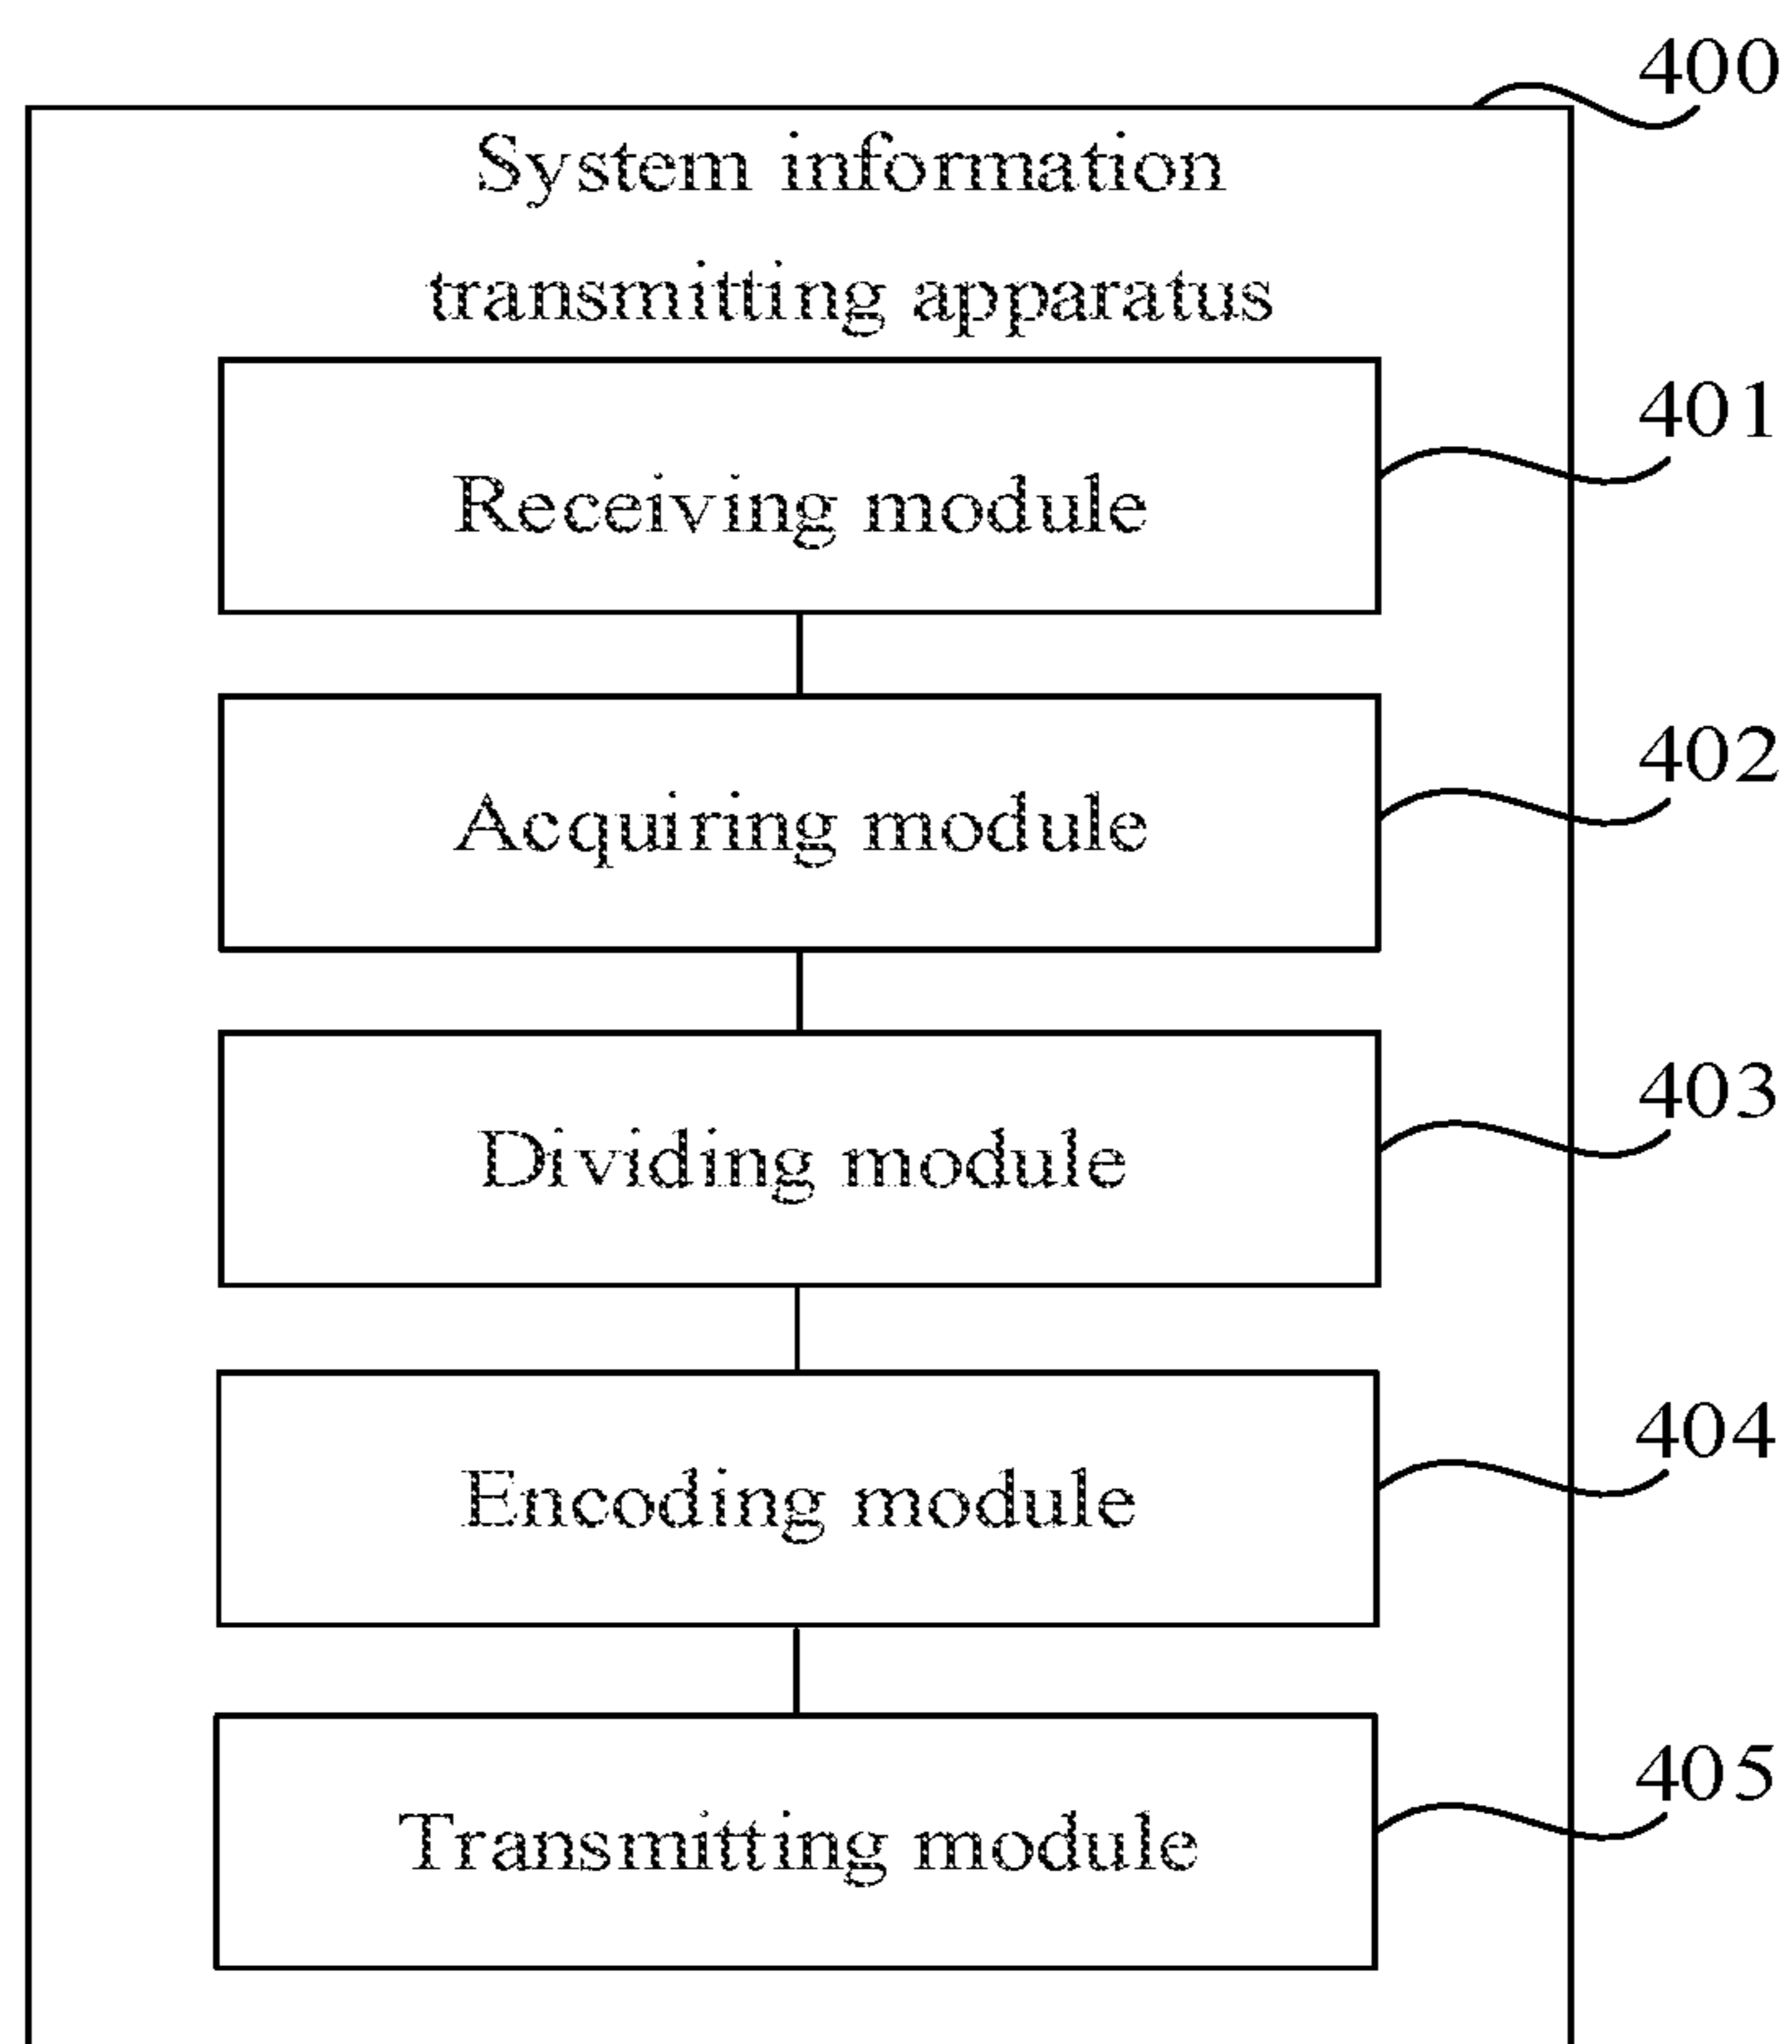 400
System information
transmitting apparatus
401
Receiving module
402
Acquiring module
403
Dividing module
404
Encoding module
405
Transmitting module